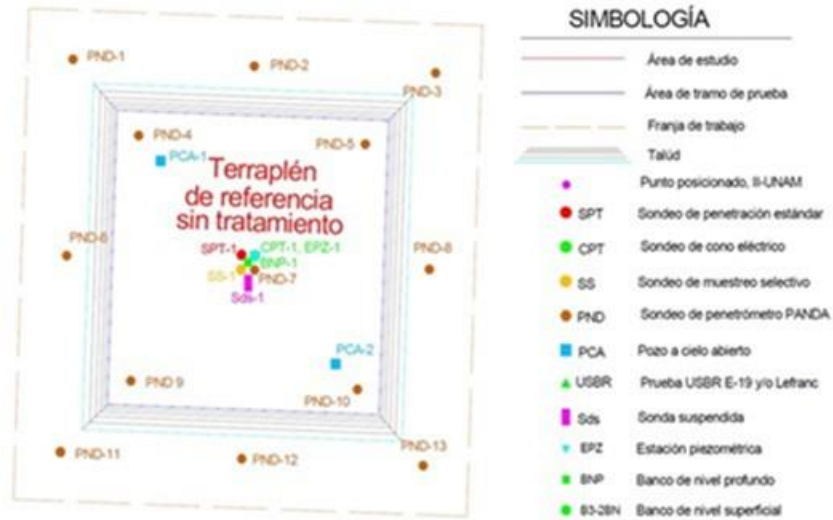 PND-1
PND-2
PND-3
PND-4
PND-5
PCA-1
Terraplén
de referencia
sin tratamiento
PND-6
SPT-1
CPT-1, EPZ-1
BNP-1
PND-8
SS-1
PND-7
Sds-1
PCA-2
PND 9
PND-10
PND-11
PND-12
PND-13
SIMBOLOGÍA
Área de estudio
Área de tramo de prueba
Franja de trabajo
Talúd
Punto posicionado, II-UNAM
SPT Sondeo de penetración estándar
CPT Sondeo de cono eléctrico
SS Sondeo de muestreo selectivo
PND Sondeo de penetrómetro PANDA
PCA Pozo a cielo abierto
USBR Prueba USBR E-19 y/o Lefranc
Sds Sonda suspendida
EPZ Estación piezométrica
BNP Banco de nivel profundo
B3-2BN Banco de nivel superficial